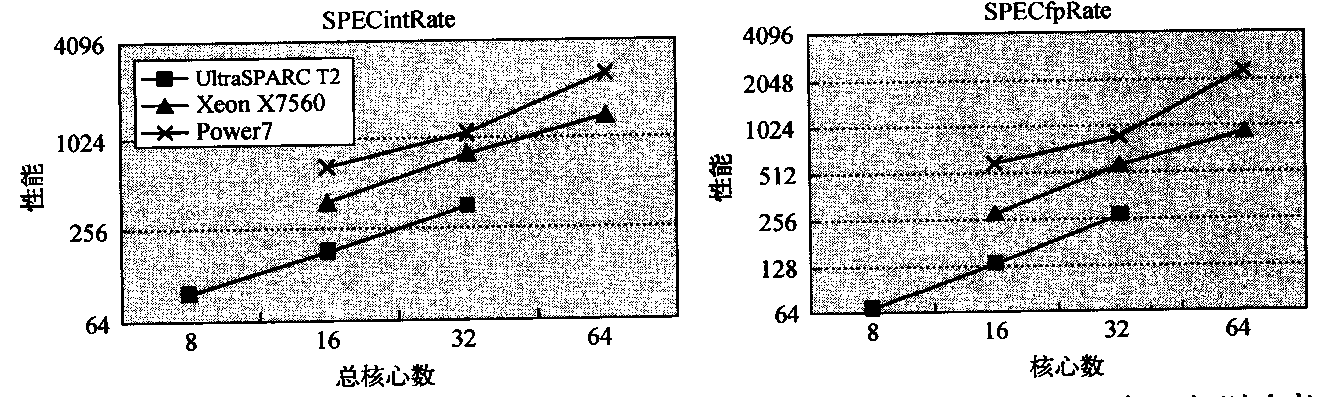 SPECintRate
4096
1024
256
64
性能
UltraSPARC T2
Xeon X7560
Power7
8 16 32 64
总核心数
SPECfpRate
4096
2048
1024
512
256
128
64
性能
8 16 32 64
核心数